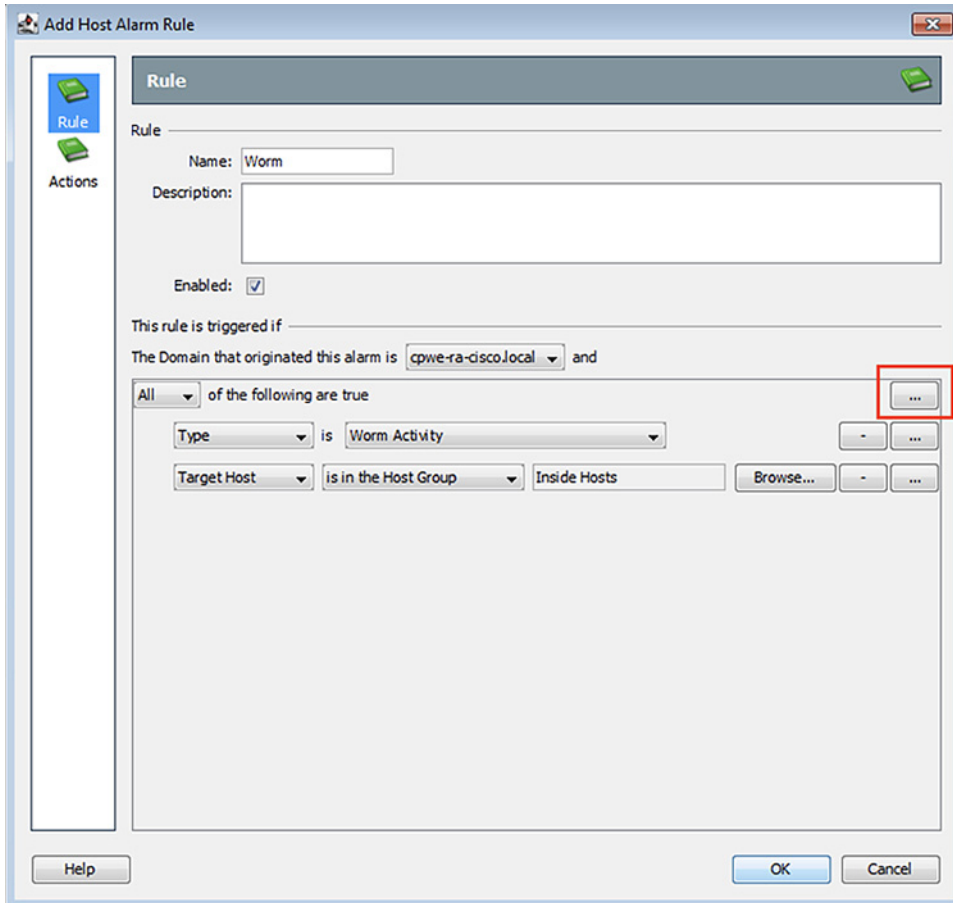 Add Host Alarm Rule
Rule
Actions
Rule
Rule
Name: Worm
Description:
Enabled:
This rule is triggered if
The Domain that originated this alarm is cpwe-ra-cisco.local and
All of the following are true ...
Type is Worm Activity - ...
Target Host is in the Host Group Inside Hosts Browse... - ...
Help OK Cancel